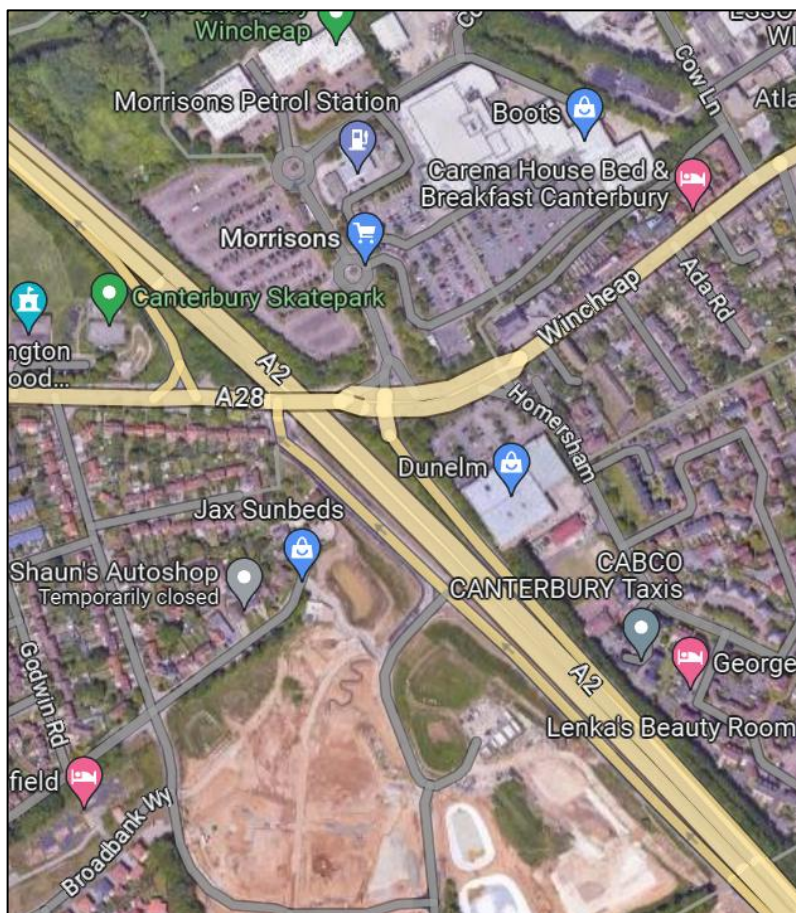 Wincheap
Morrisons Petrol Station
Boots
Cow Ln
Carena House Bed &
Breakfast Canterbury
Morrisons
Ada Rd
Canterbury Skatepark
Wincheap
A2
A28
Homersham
Dunelm
Jax Sunbeds
Shaun's Autoshop
Temporarily closed
CABCO
CANTERBURY Taxis
A2
George
Godwin Rd
Lenka's Beauty Room
field
Broadbank Wy